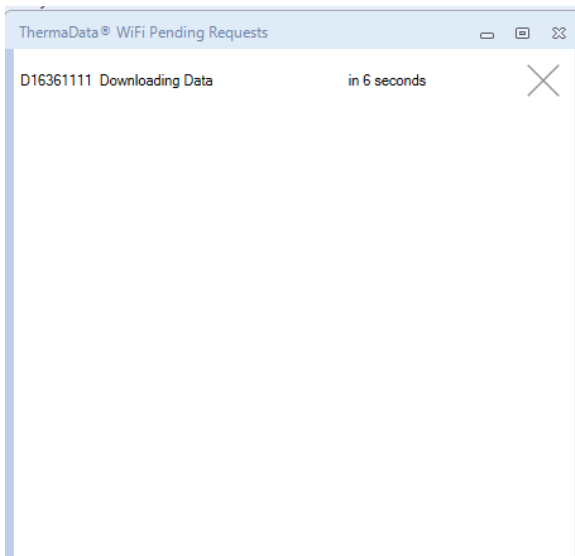 ThermaData® WiFi Pending Requests
D16361111 Downloading Data in 6 seconds